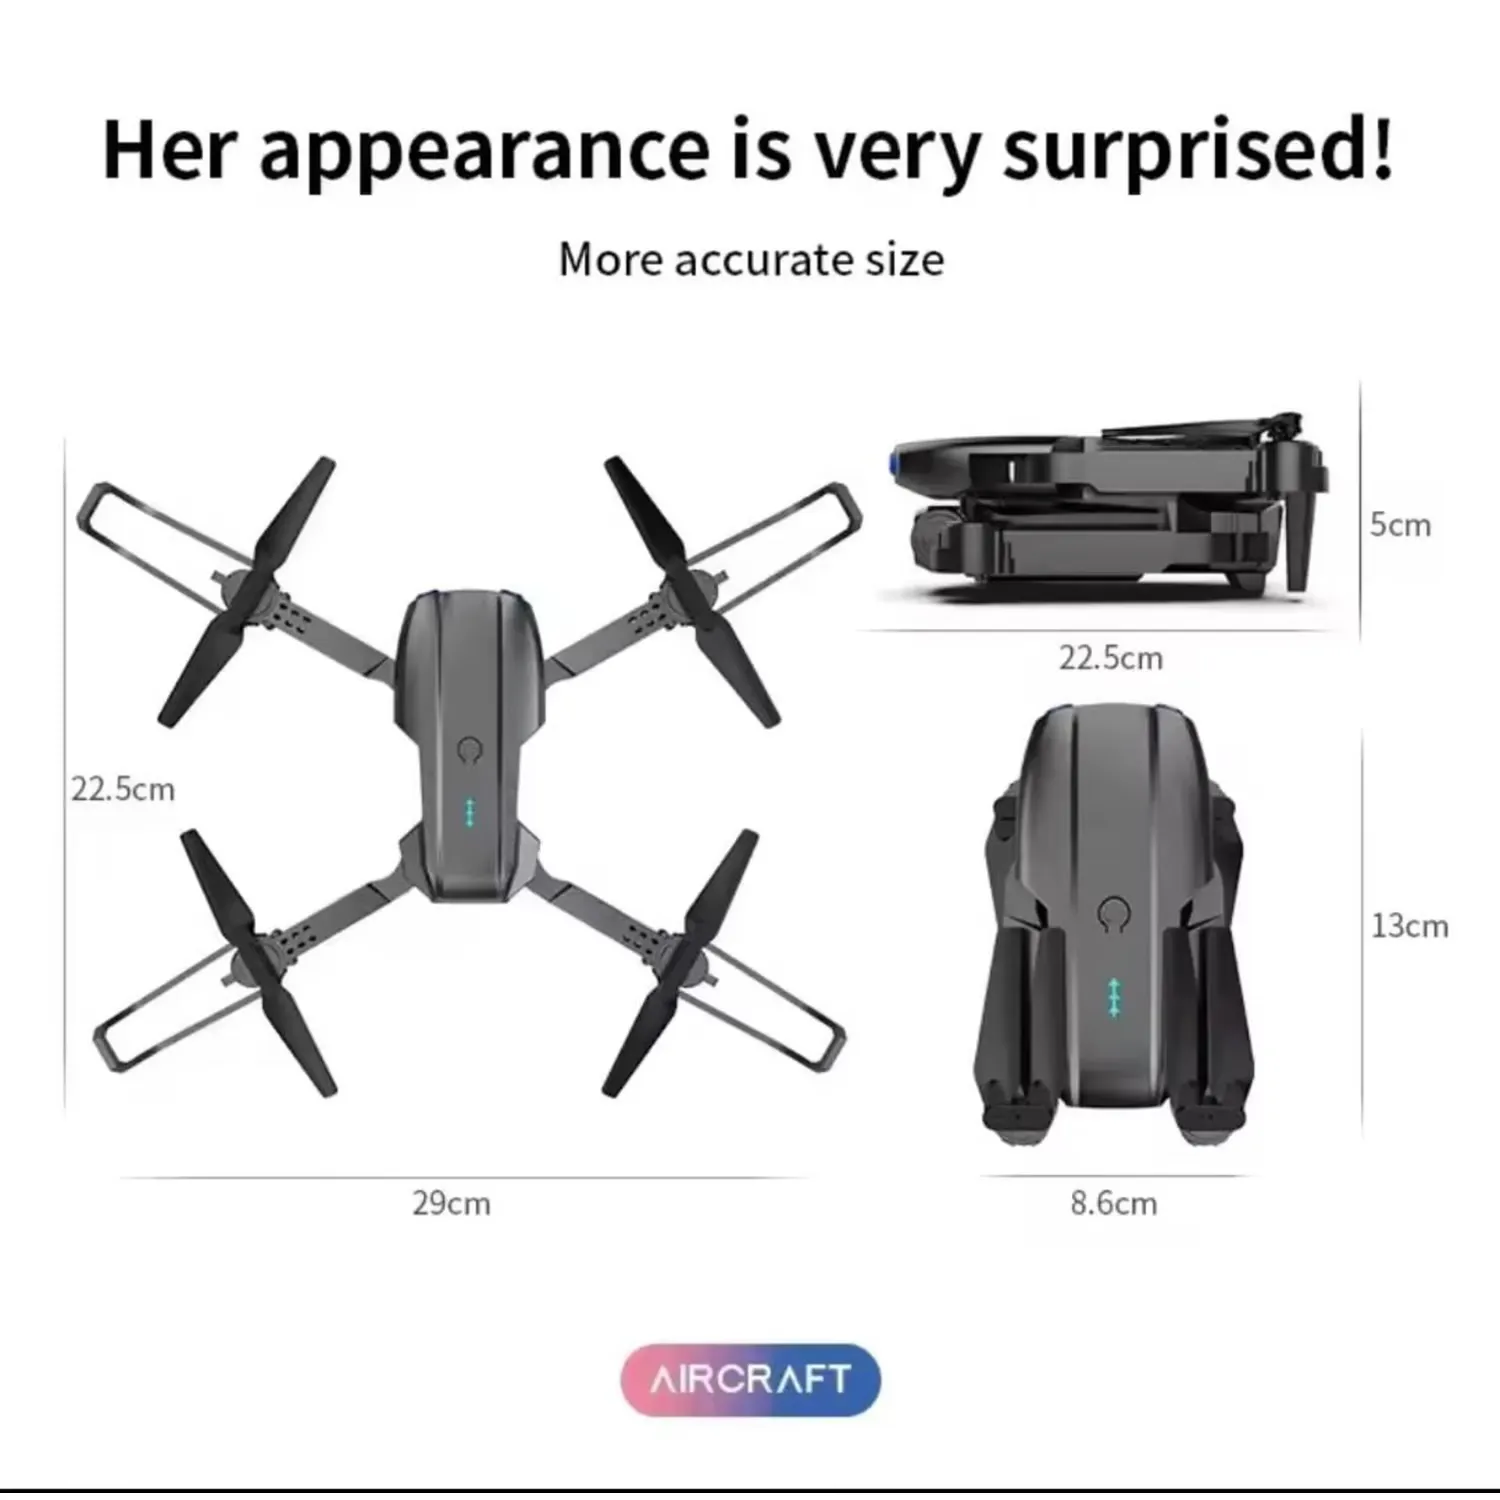 Her appearance is very surprised!
More accurate size
5cm
22.5cm
22.5cm
13cm
29cm
8.6cm
AIRCRAFT